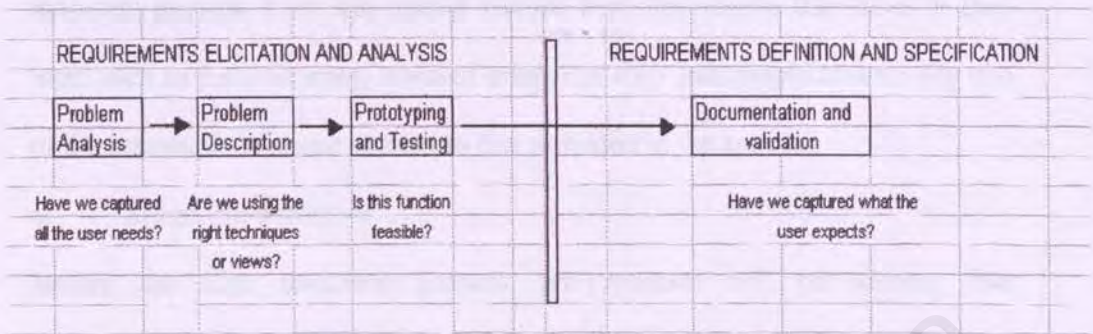 REQUIREMENTS ELICITATION AND ANALYSIS
Problem
Analysis
Problem
Description
Prototyping
and Testing
Have we captured
all the user needs?
Are we using the
right techniques
or views?
Is this function
feasible?
REQUIREMENTS DEFINITION AND SPECIFICATION
Documentation and
validation
Have we captured what the
user expects?